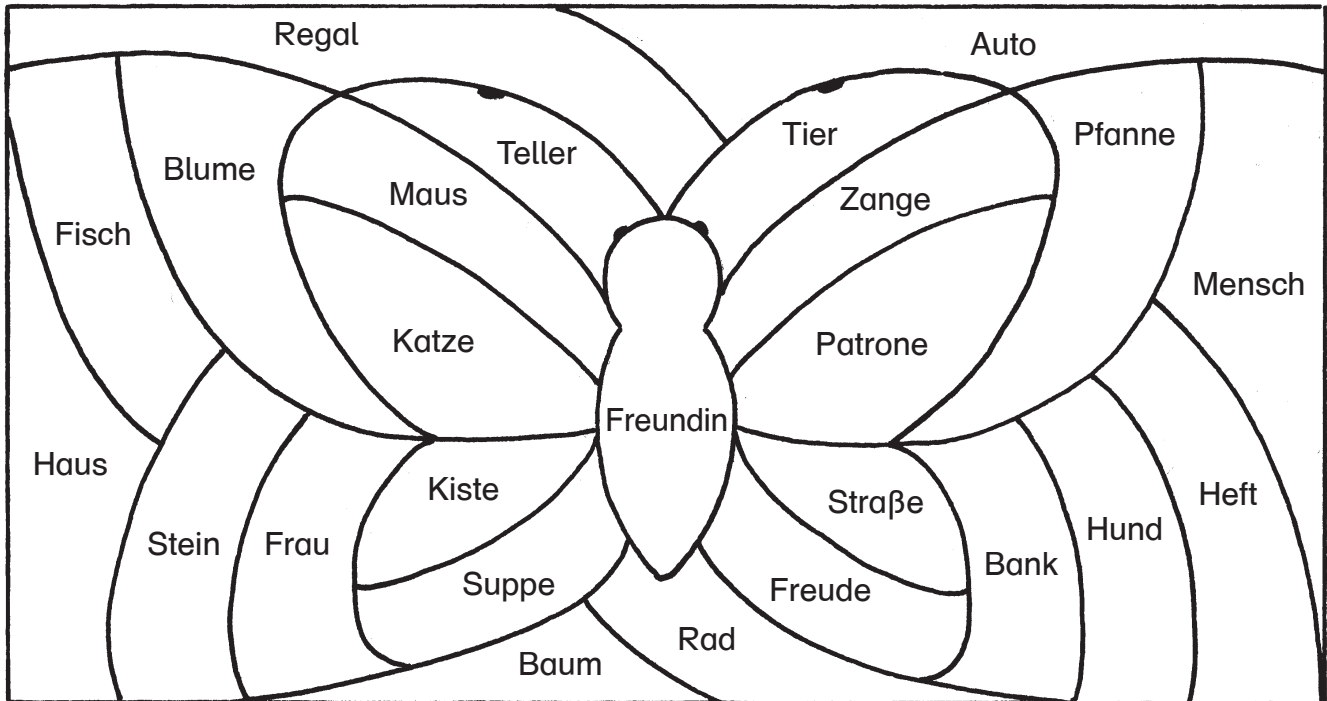 Regal
Auto
Tier
Pfanne
Teller
Blume
Maus
Zange
Fisch
Mensch
Katze
Patrone
Freundin
Haus
Kiste
Straße
Heft
Stein
Frau
Hund
Bank
Suppe
Freude
Rad
Baum